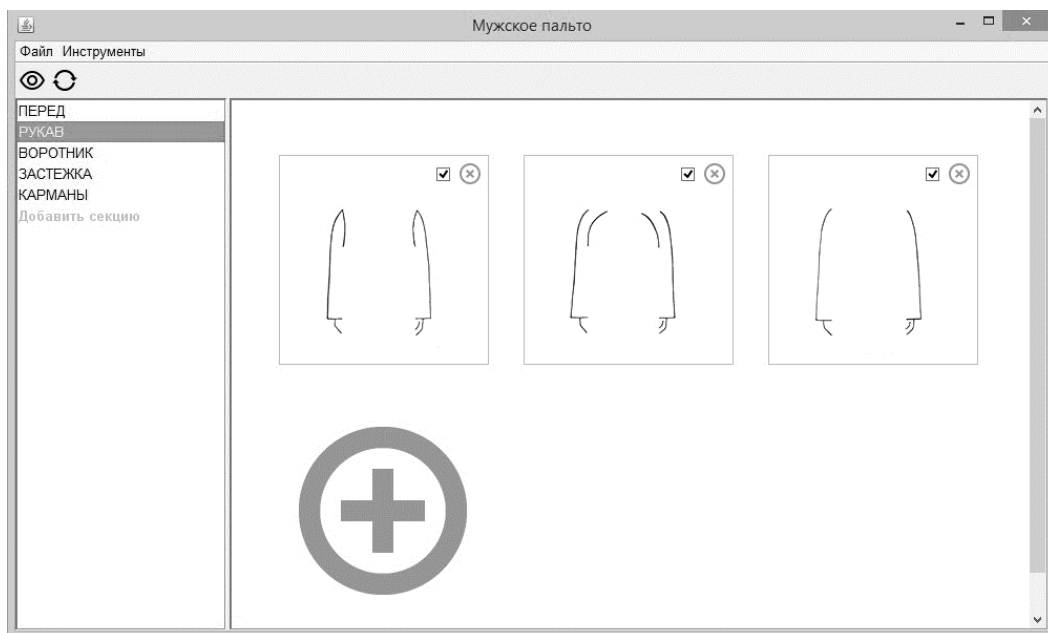 Мужское пальто
Файл Инструменты
ПЕРЕД
РУКАВ
ВОРОТНИК
ЗАСТЕЖКА
КАРМАНЫ
Добавить секцию